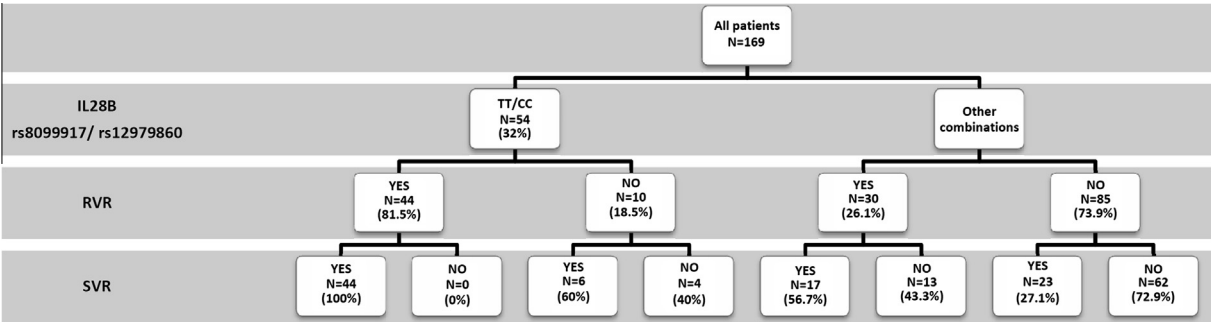 All patients
N=169
IL28B
rs8099917/ rs12979860
TT/CC
N=54
(32%)
Other
combinations
RVR
YES
N=44
(81.5%)
NO
N=10
(18.5%)
YES
N=30
(26.1%)
NO
N=85
(73.9%)
SVR
YES
N=44
(100%)
NO
N=0
(0%)
YES
N=6
(60%)
NO
N=4
(40%)
YES
N=17
(56.7%)
NO
N=13
(43.3%)
YES
N=23
(27.1%)
NO
N=62
(72.9%)